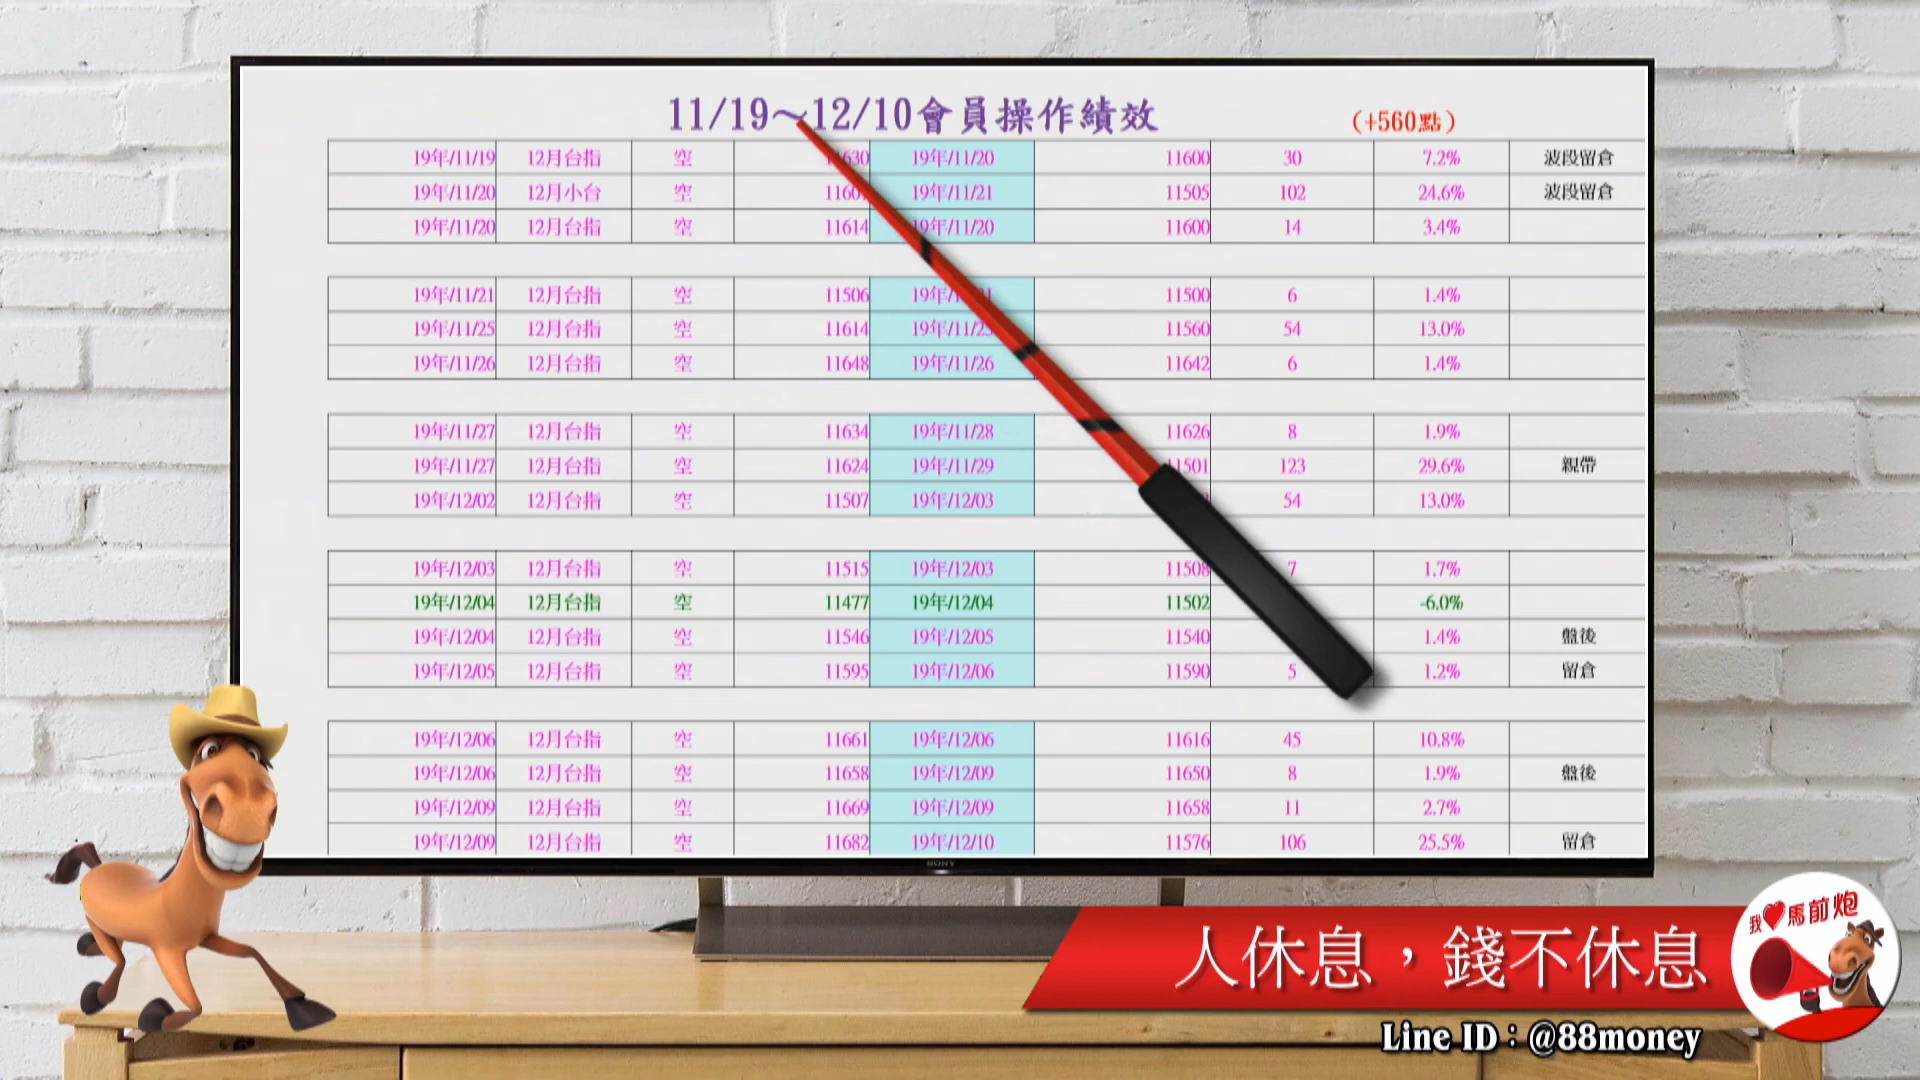 11/19～12/10會員操作績效 (+560點)
19年/11/19 12月台指 空 11630 19年/11/20 11600 30 7.2% 波段留倉
19年/11/20 12月小台 空 19年/11/21 11505 102 24.6% 波段留倉
19年/11/20 12月台指 空 11614 19年/11/20 11600 14 3.4%
19年/11/21 12月台指 空 11506 11500 6 1.4%
19年/11/25 12月台指 空 11614 19年/11/25 11560 54 13.0%
19年/11/26 12月台指 空 11648 19年/11/26 11642 6 1.4%
19年/11/27 12月台指 空 11634 19年/11/28 11626 8 1.9%
19年/11/27 12月台指 空 11624 19年/11/29 11501 123 29.6% 親帶
19年/12/02 12月台指 空 11507 19年/12/03 54 13.0%
19年/12/03 12月台指 空 11515 19年/12/03 11508 7 1.7%
19年/12/04 12月台指 空 11477 19年/12/04 11502 -6.0%
19年/12/04 12月台指 空 11546 19年/12/05 11540 1.4% 盤後
19年/12/05 12月台指 空 11595 19年/12/06 11590 5 1.2% 留倉
19年/12/06 12月台指 空 11661 19年/12/06 11616 45 10.8%
19年/12/06 12月台指 空 11658 19年/12/09 11650 8 1.9% 盤後
19年/12/09 12月台指 空 11669 19年/12/09 11658 11 2.7%
19年/12/09 12月台指 空 11682 19年/12/10 11576 106 25.5% 留倉
SONY
我❤馬前炮
人休息，錢不休息
Line ID：@88money